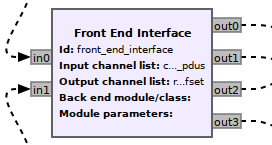 out0
Front End Interface
Id: front_end_interface
in0
out1
Input channel list: c..._pdus
Output channel list: r...fset
in1
out2
Back end module/class:
Module parameters:
out3